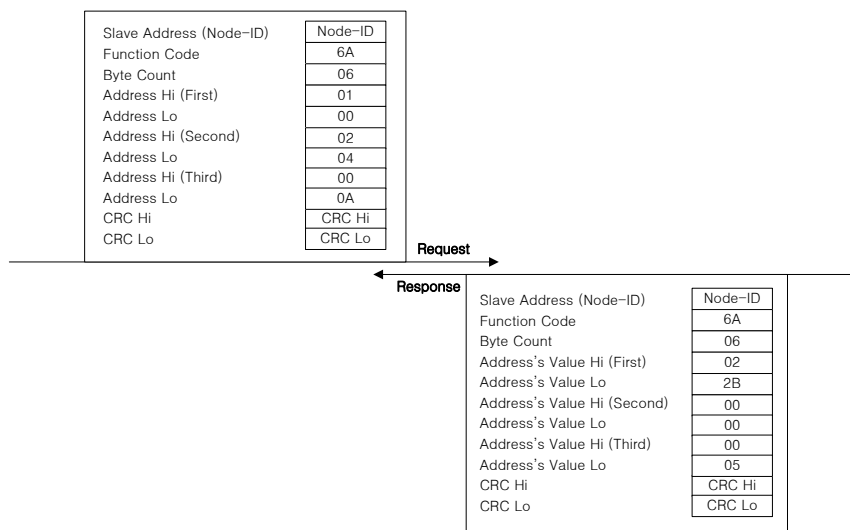 Slave Address (Node-ID) Node-ID
Function Code 6A
Byte Count 06
Address Hi (First) 01
Address Lo 00
Address Hi (Second) 02
Address Lo 04
Address Hi (Third) 00
Address Lo 0A
CRC Hi CRC Hi
CRC Lo CRC Lo
Request
Response
Slave Address (Node-ID) Node-ID
Function Code 6A
Byte Count 06
Address's Value Hi (First) 02
Address's Value Lo 2B
Address's Value Hi (Second) 00
Address's Value Lo 00
Address's Value Hi (Third) 00
Address's Value Lo 05
CRC Hi CRC Hi
CRC Lo CRC Lo